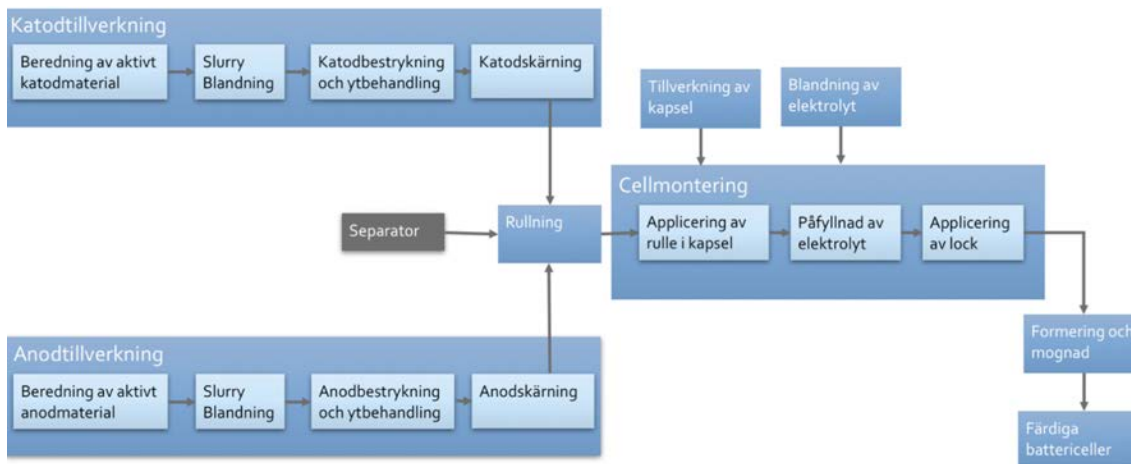 Katodtillverkning
Beredning av aktivt
katodmaterial
Slurry
Blandning
Katodbestrykning
och ytbehandling
Katodskärning
Tillverkning av
kapsel
Blandning av
elektrolyt
Separator
Rullning
Cellmontering
Applicering av
rulle i kapsel
Påfyllnad av
elektrolyt
Applicering
av lock
Anodtillverkning
Beredning av aktivt
anodmaterial
Slurry
Blandning
Anodbestrykning
och ytbehandling
Anodskärning
Formering och
mognad
Färdiga
battericeller